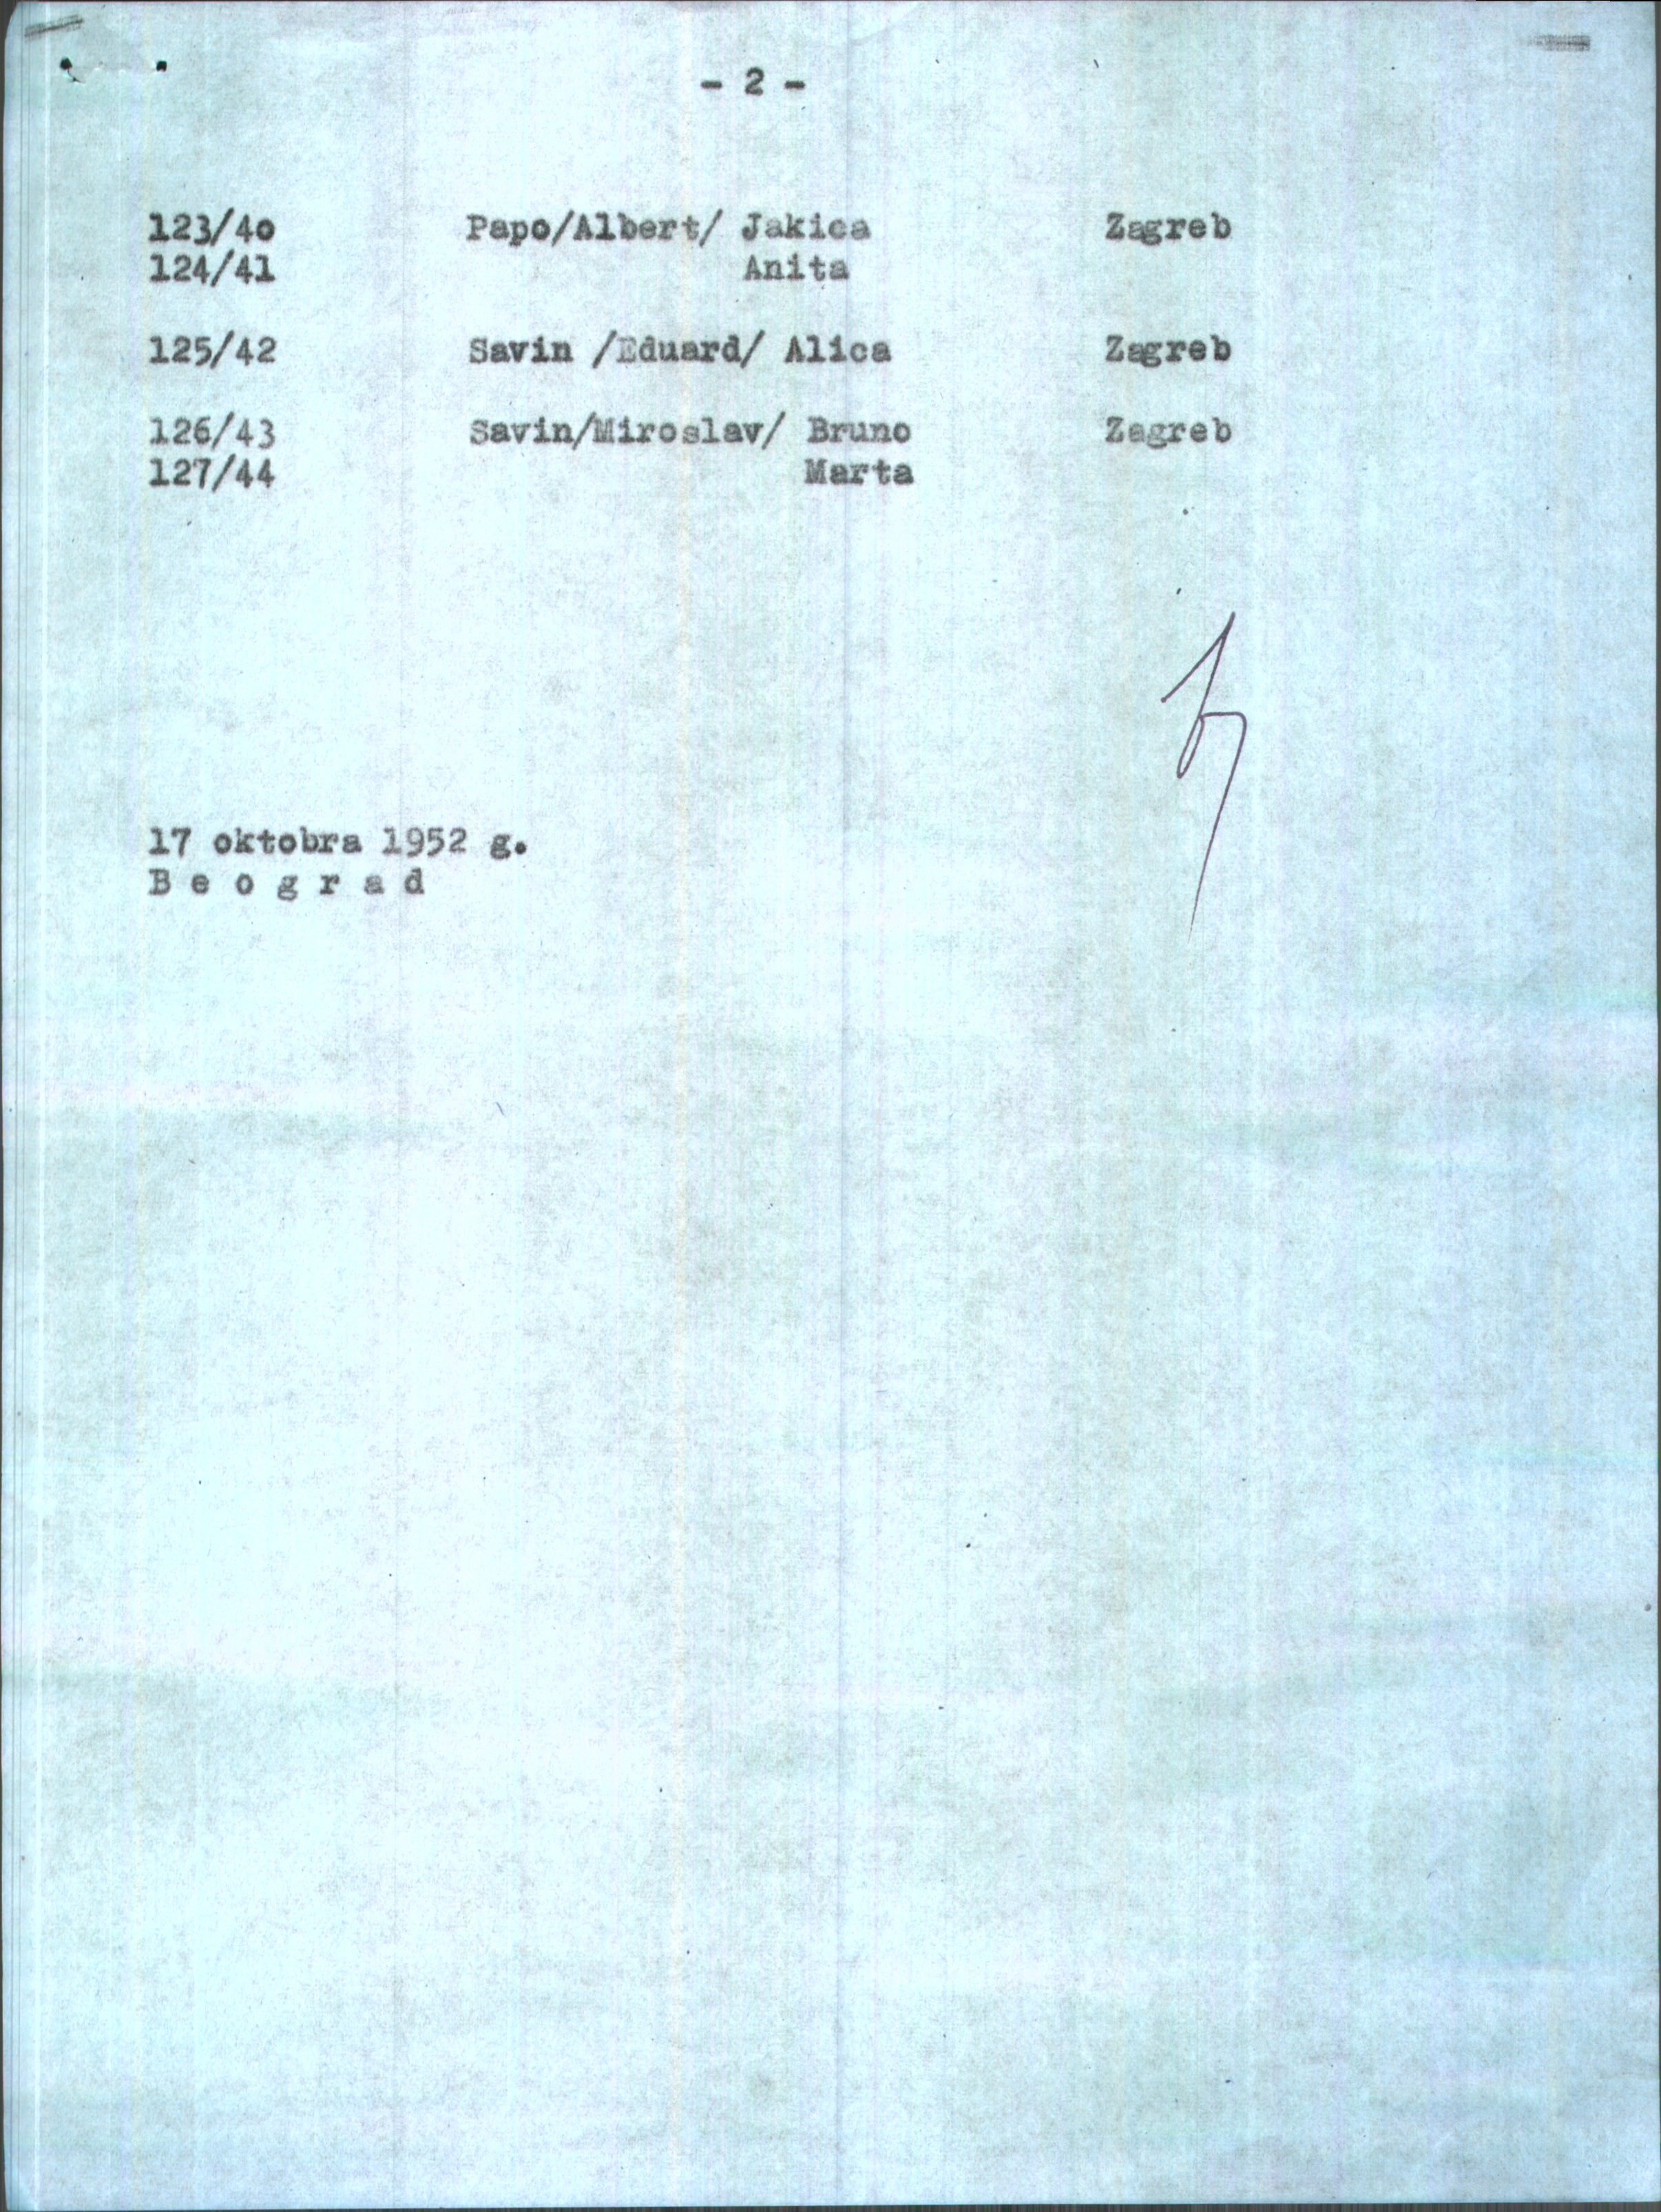 - 2 -
123/4o Papo/Albert/ Jakica Zagreb
124/41 Anita
125/42 Savin /Eduard/ Alica Zagreb
126/43 Savin/Miroslav/ Bruno Zagreb
127/44 Marta
17 oktobra 1952 g.
B e o g r a d